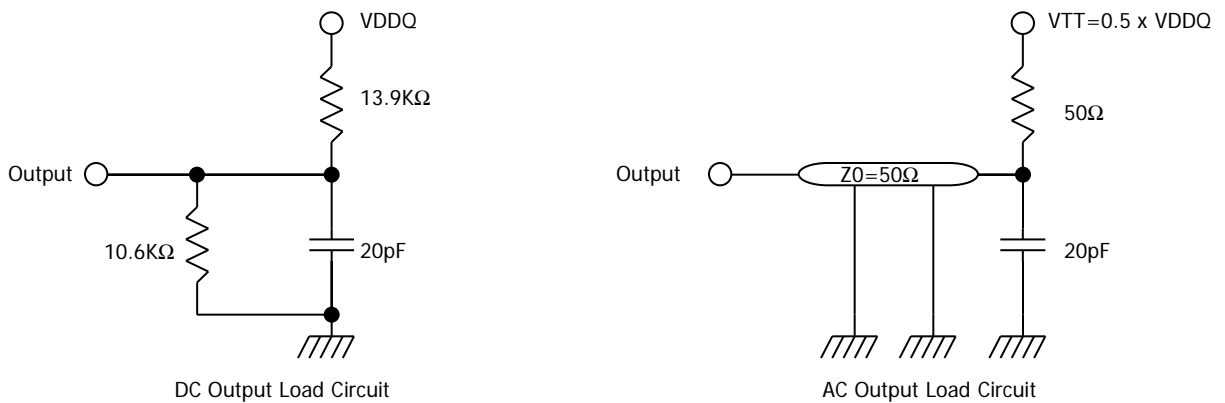 VDDQ
13.9KΩ
Output
10.6KΩ
20pF
DC Output Load Circuit
VTT=0.5 x VDDQ
50Ω
Output
Z0=50Ω
20pF
AC Output Load Circuit